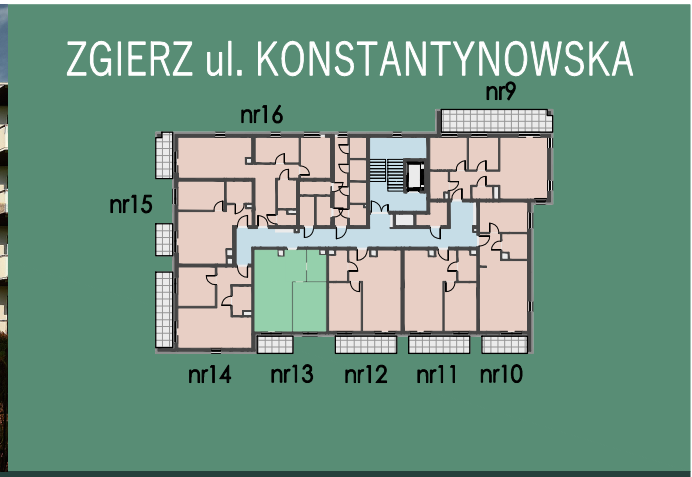 ZGIERZ ul. KONSTANTYNOWSKA
nr9
nr16
nr15
nr14
nr13
nr12
nr11
nr10